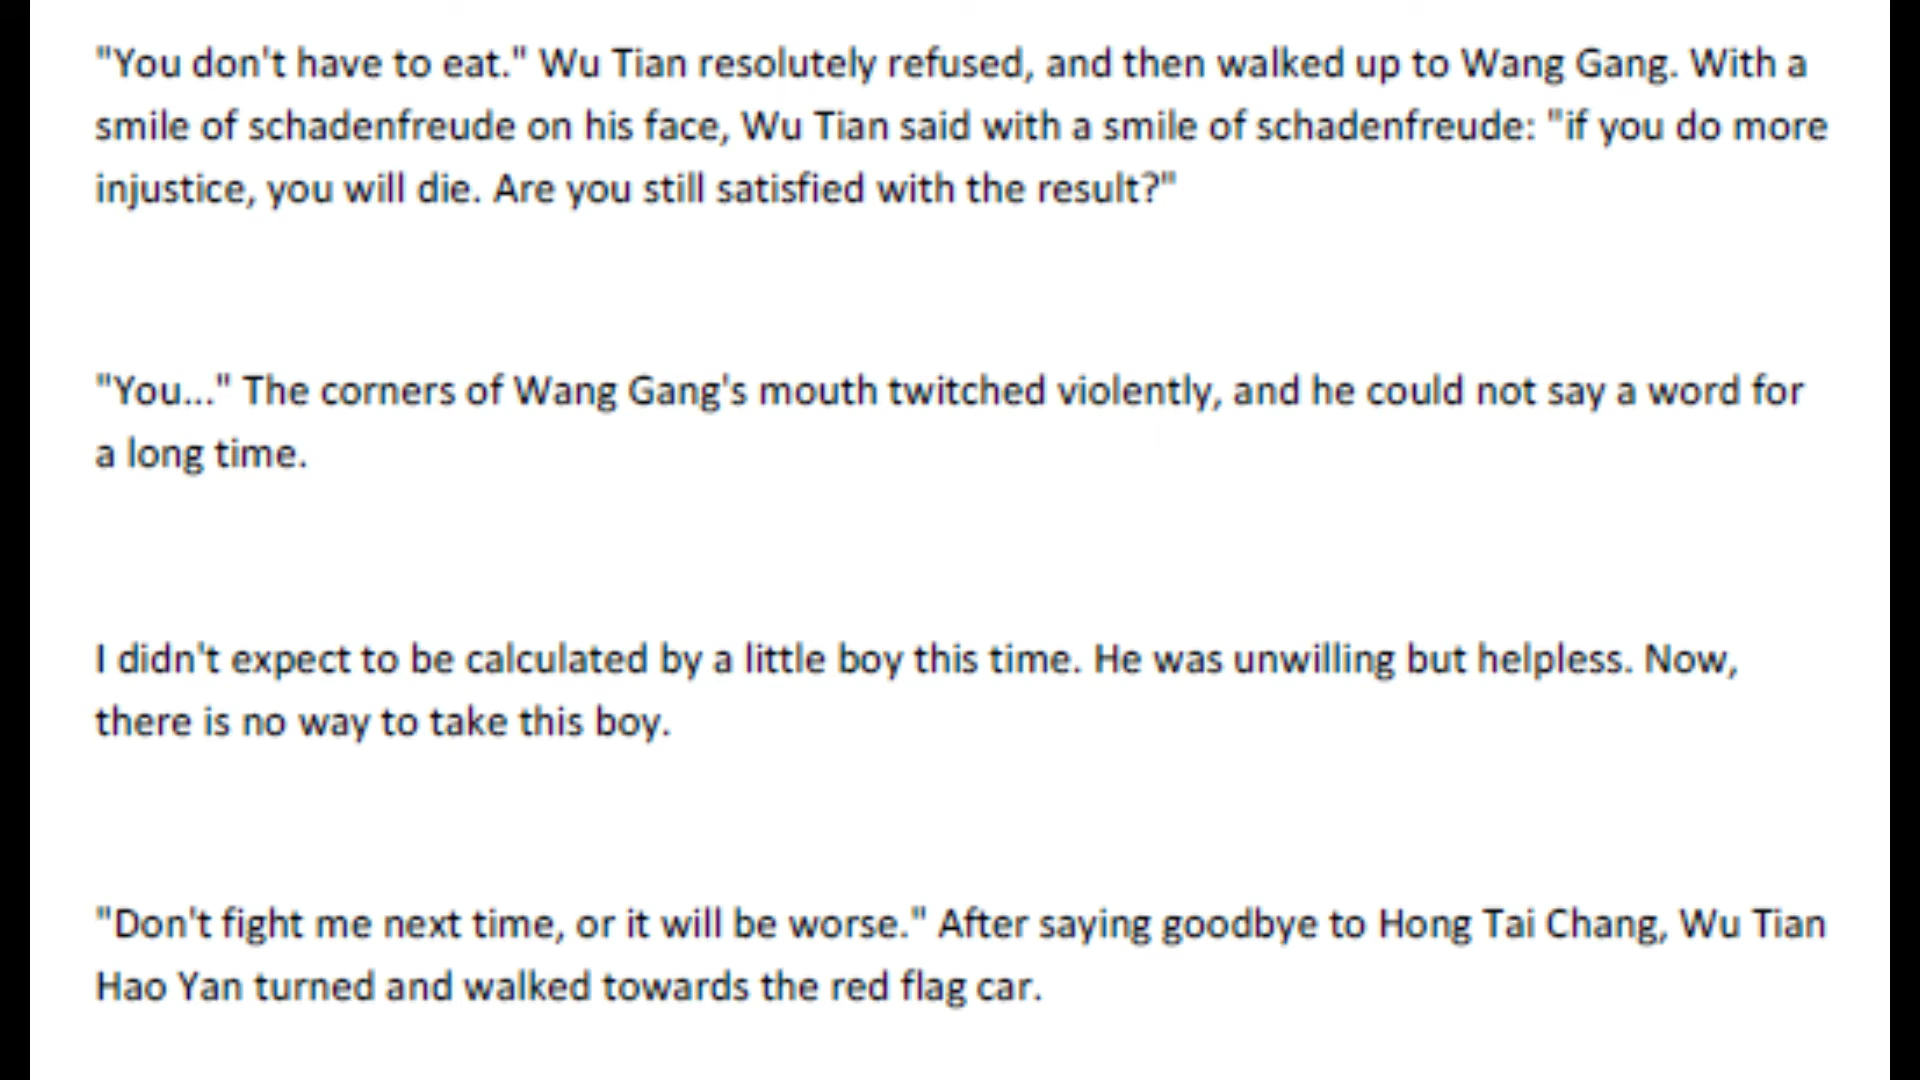 "You don't have to eat." Wu Tian resolutely refused, and then walked up to Wang Gang. With a
smile of schadenfreude on his face, Wu Tian said with a smile of schadenfreude: "if you do more
injustice, you will die. Are you still satisfied with the result?"
"You..." The corners of Wang Gang's mouth twitched violently, and he could not say a word for
a long time.
I didn't expect to be calculated by a little boy this time. He was unwilling but helpless. Now,
there is no way to take this boy.
"Don't fight me next time, or it will be worse." After saying goodbye to Hong Tai Chang, Wu Tian
Hao Yan turned and walked towards the red flag car.